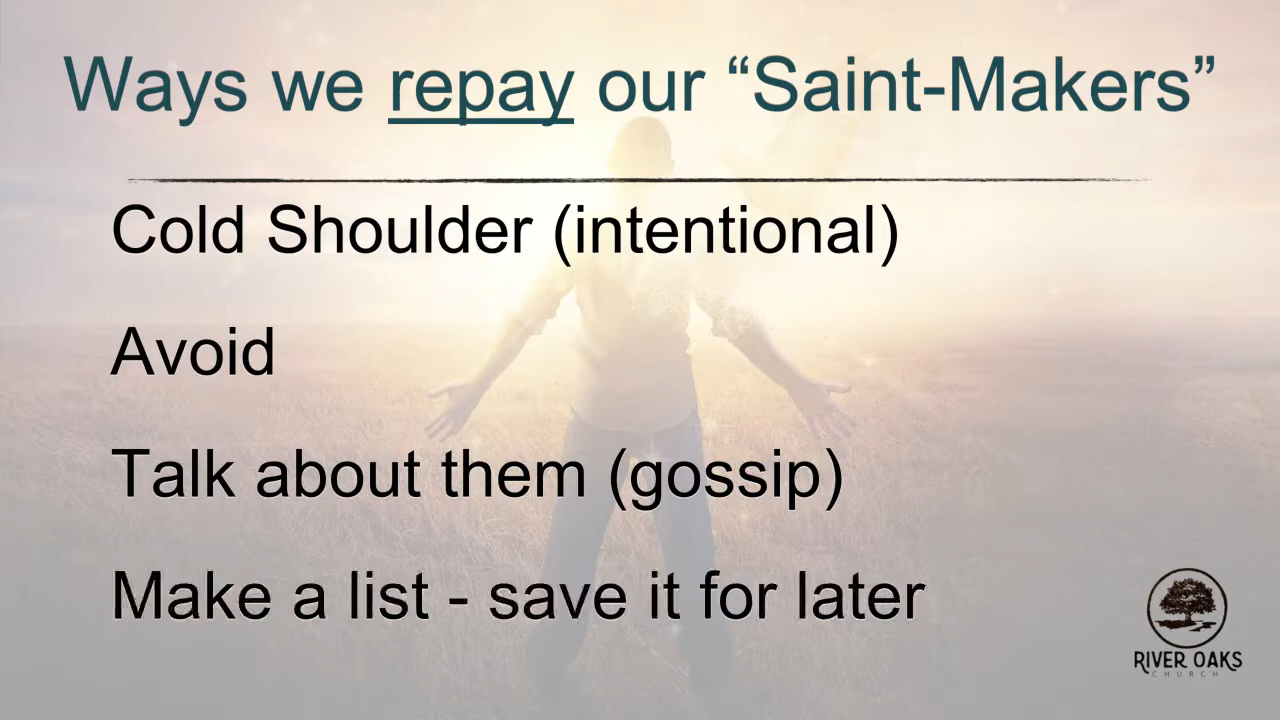 Ways we repay our “Saint-Makers”
Cold Shoulder (intentional)
Avoid
Talk about them (gossip)
Make a list - save it for later
RIVER OAKS
CHURCH